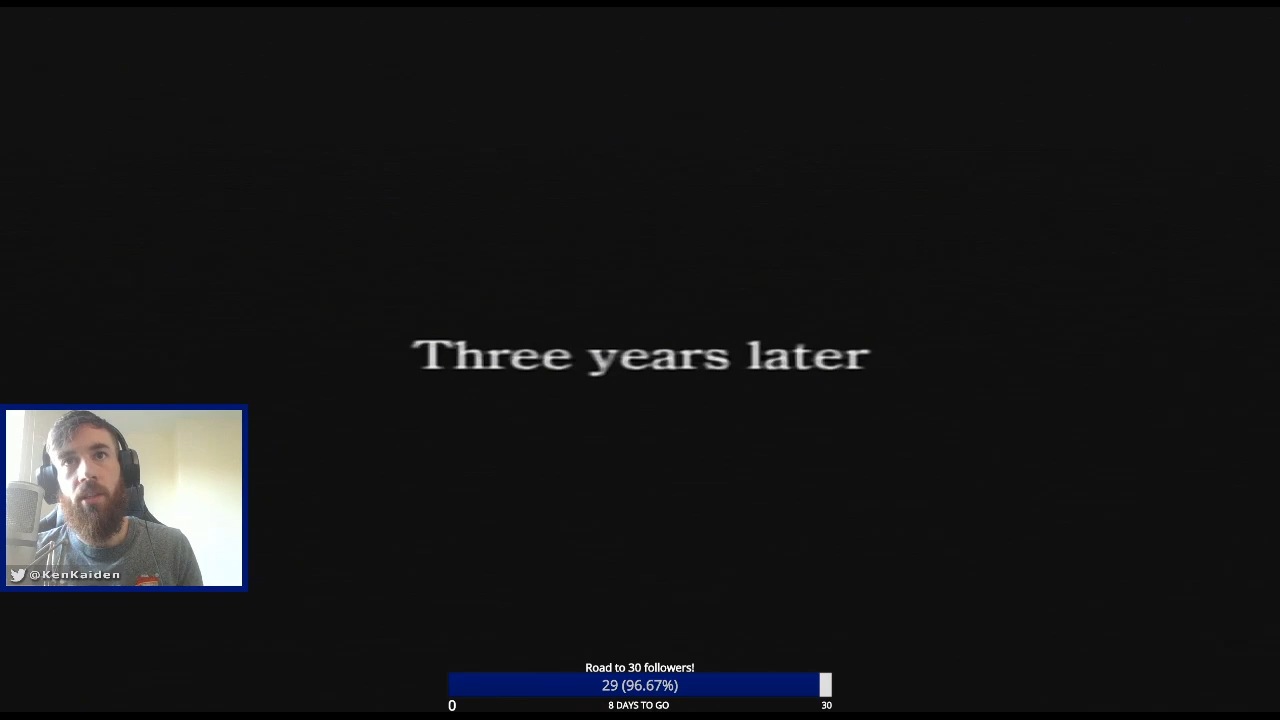 Three years later
@KenKaiden
Road to 30 followers!
29 (96.67%)
0
8 DAYS TO GO
30